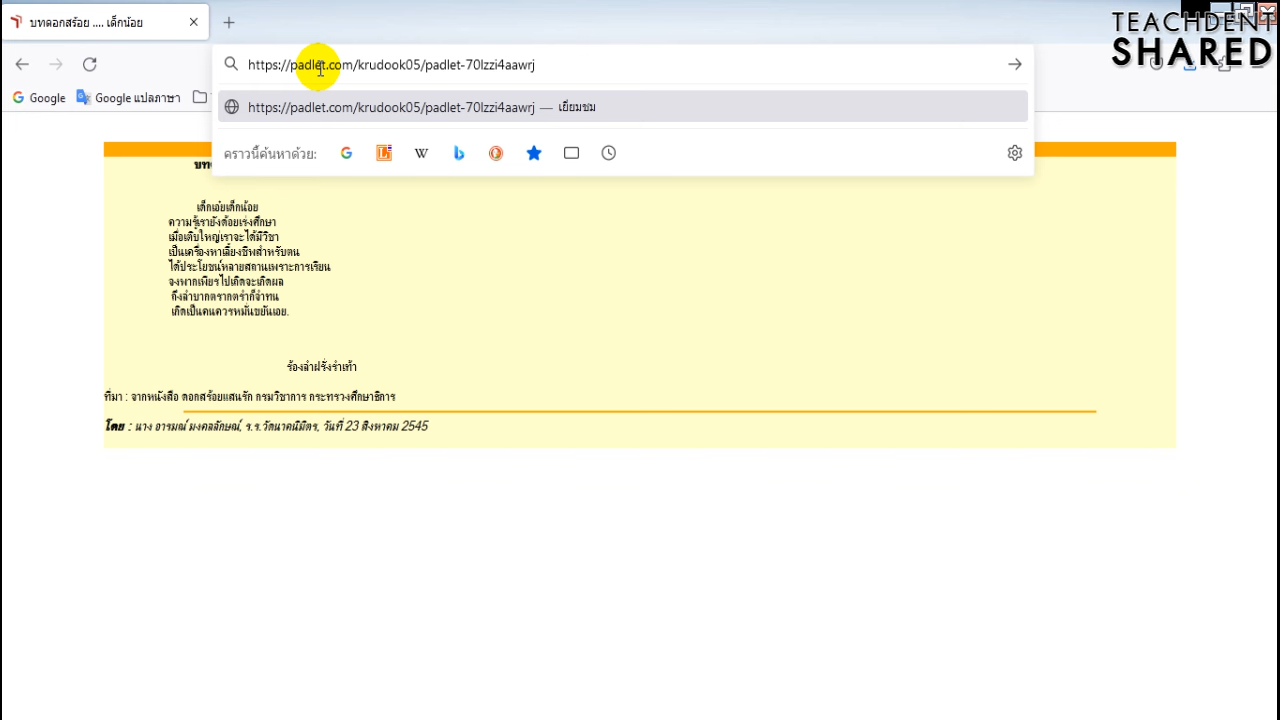 บทดอกสร้อย .... เด็กน้อย
TEACHDENT
SHARED
https://padlet.com/krudook05/padlet-70lzzi4aawrj
Google
Google แปลภาษา
https://padlet.com/krudook05/padlet-70lzzi4aawrj — เยี่ยมชม
คราวนี้ค้นหาด้วย:
เด็กเอ๋ยเด็กน้อย
ความรู้เรายังด้อยเร่งศึกษา
เมื่อเติบใหญ่เราจะได้มีวิชา
เป็นเครื่องหาเลี้ยงชีพสำหรับตน
ได้ประโยชน์หลายสถานเพราะการเรียน
จงพากเพียรไปเถิดจะเกิดผล
ถึงลำบากตรากตรำก็จำทน
เกิดเป็นคนควรหมั่นขยันเอย.
ร้องลำฝรั่งรำเท้า
ที่มา : จากหนังสือ ดอกสร้อยแสนรัก กรมวิชาการ กระทรวงศึกษาธิการ
โดย : นาง อารมณ์ มงคลลักษณ์, ร.ร.วัดนาคนิมิตร, วันที่ 23 สิงหาคม 2545